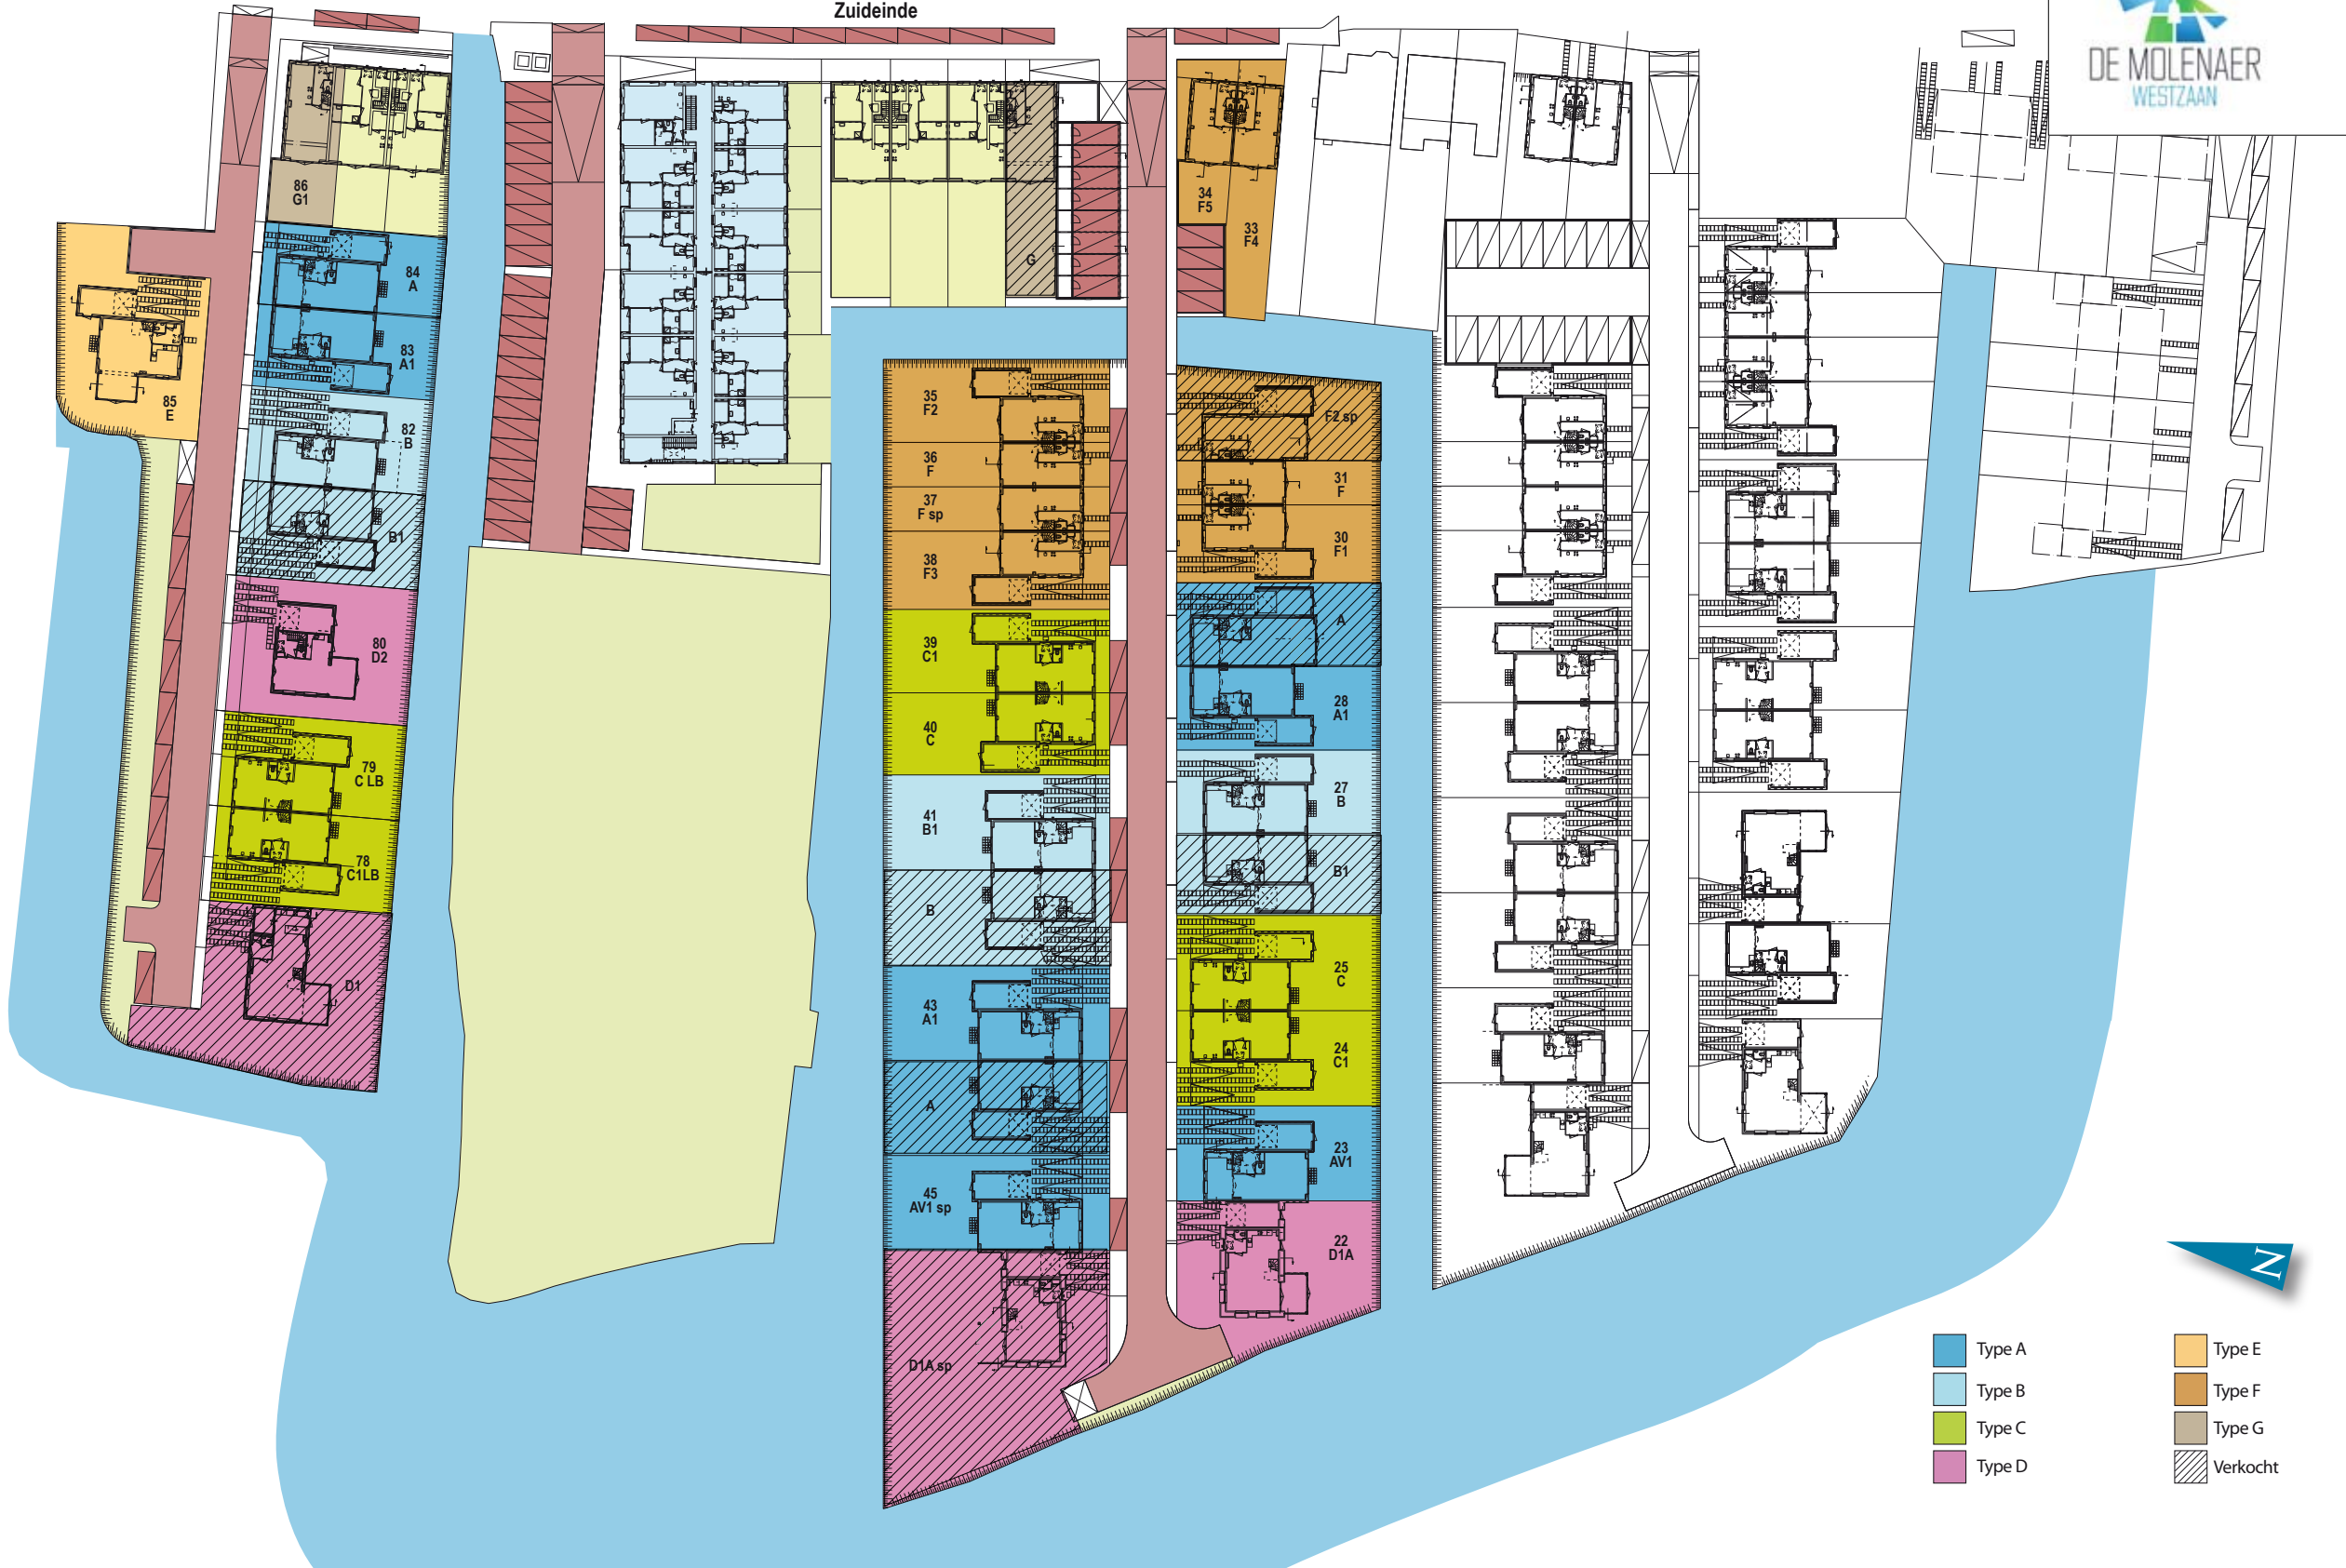 Zuideinde
DE MOLENAER
WESTZAAN
86
G1
84
A
83
A1
85
E
82
B
B1
80
D2
79
C LB
78
C1LB
D1
G
34
F5
33
F4
35
F2
36
F
37
F sp
38
F3
39
C1
40
C
41
B1
B
43
A1
A
45
AV1 sp
D1A sp
F2 sp
31
F
30
F1
A
28
A1
27
B
B1
25
C
24
C1
23
AV1
22
D1A
N
Type A
Type B
Type C
Type D
Type E
Type F
Type G
Verkocht